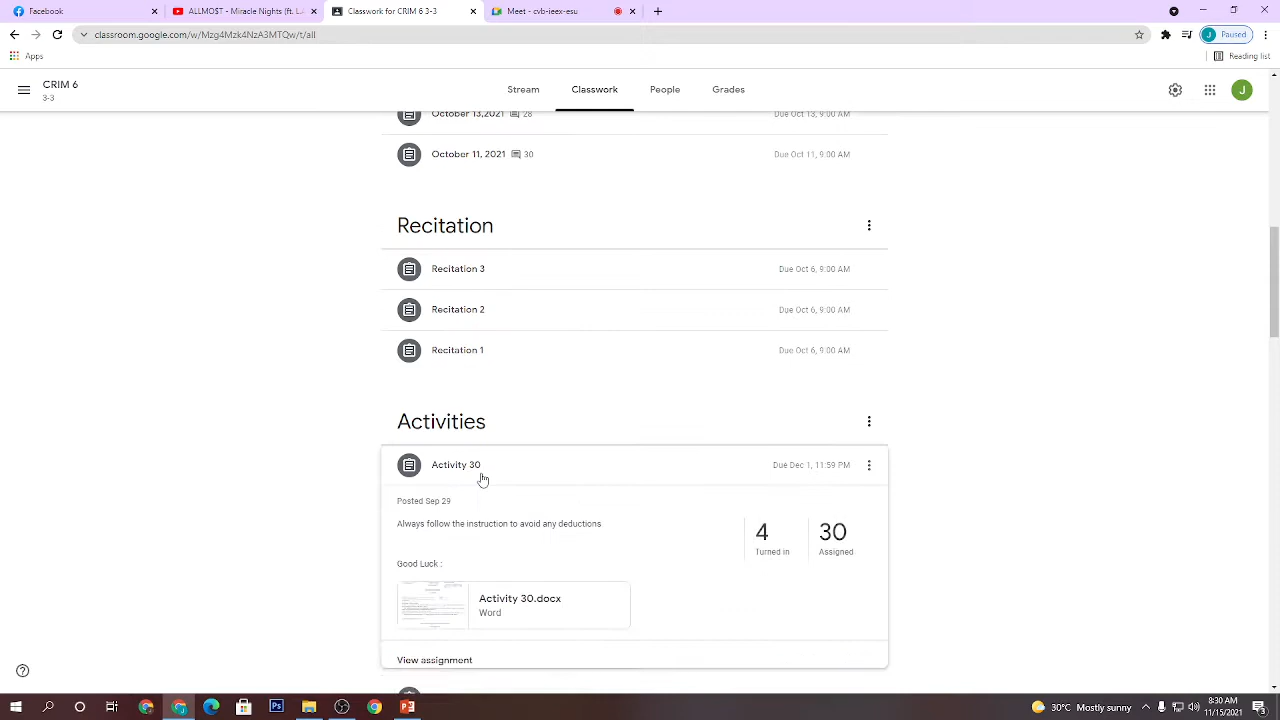 Facebook
ALLMOST - Miracle Nights (ft. L
Classwork for CRIM 6 3-3
Meet - cvb-ieex-esu
classroom.google.com/w/Mzg4Mzk4NzA3MTQw/t/all
J Paused
Apps
Reading list
CRIM 6
3-3
Stream
Classwork
People
Grades
J
October 13,2021 28
Due Oct 13, 9:00 AM
October 11, 2021 30
Due Oct 11, 9:00 AM
Recitation
Recitation 3
Due Oct 6, 9:00 AM
Recitation 2
Due Oct 6, 9:00 AM
Recitation 1
Due Oct 6, 9:00 AM
Activities
Activity 30
Due Dec 1, 11:59 PM
Posted Sep 29
Always follow the instruction to avoid any deductions
4
Turned in
30
Assigned
Good Luck :
Activity 30.docx
Word
View assignment
30°C Mostly sunny
8:30 AM
11/15/2021